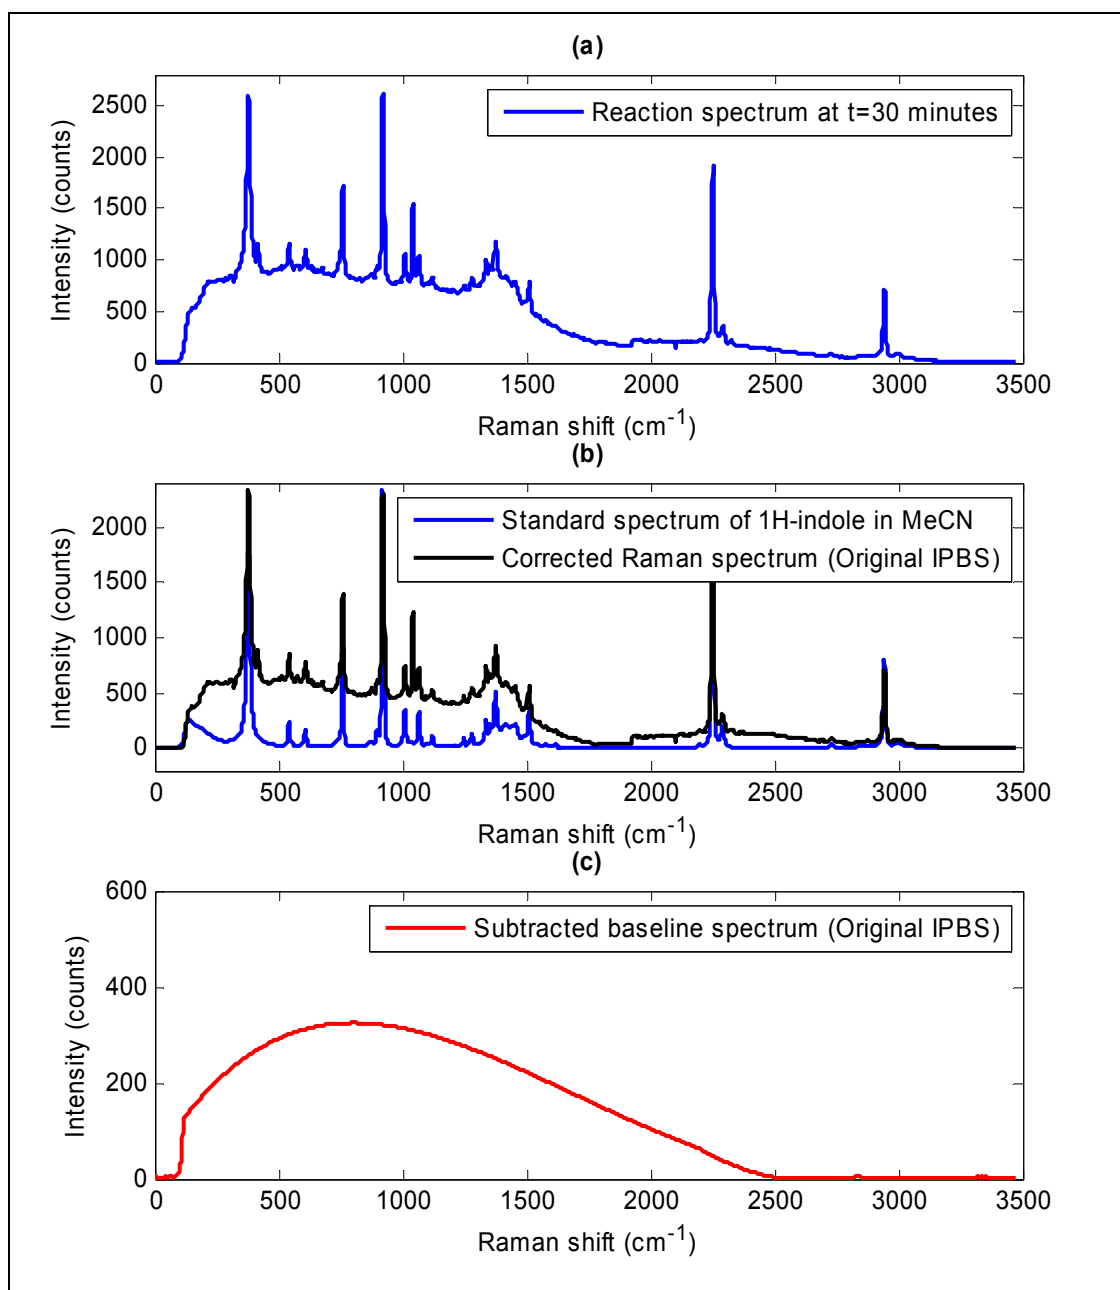 (a)
Intensity (counts)
2500
2000
1500
1000
500
0
Reaction spectrum at t=30 minutes
0 500 1000 1500 2000 2500 3000 3500
Raman shift (cm-1)
(b)
Intensity (counts)
2000
1500
1000
500
0
Standard spectrum of 1H-indole in MeCN
Corrected Raman spectrum (Original IPBS)
0 500 1000 1500 2000 2500 3000 3500
Raman shift (cm-1)
(c)
Intensity (counts)
600
400
200
0
Subtracted baseline spectrum (Original IPBS)
0 500 1000 1500 2000 2500 3000 3500
Raman shift (cm-1)